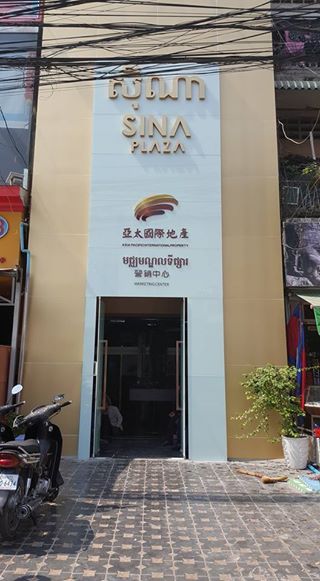 ស៊ីណា
SINA
PLAZA
亞太國際地產
ASIA PACIFIC INTERNATIONAL PROPERTY
មជ្ឈមណ្ឌលទីផ្សារ
營销中心
MARKETING CENTER